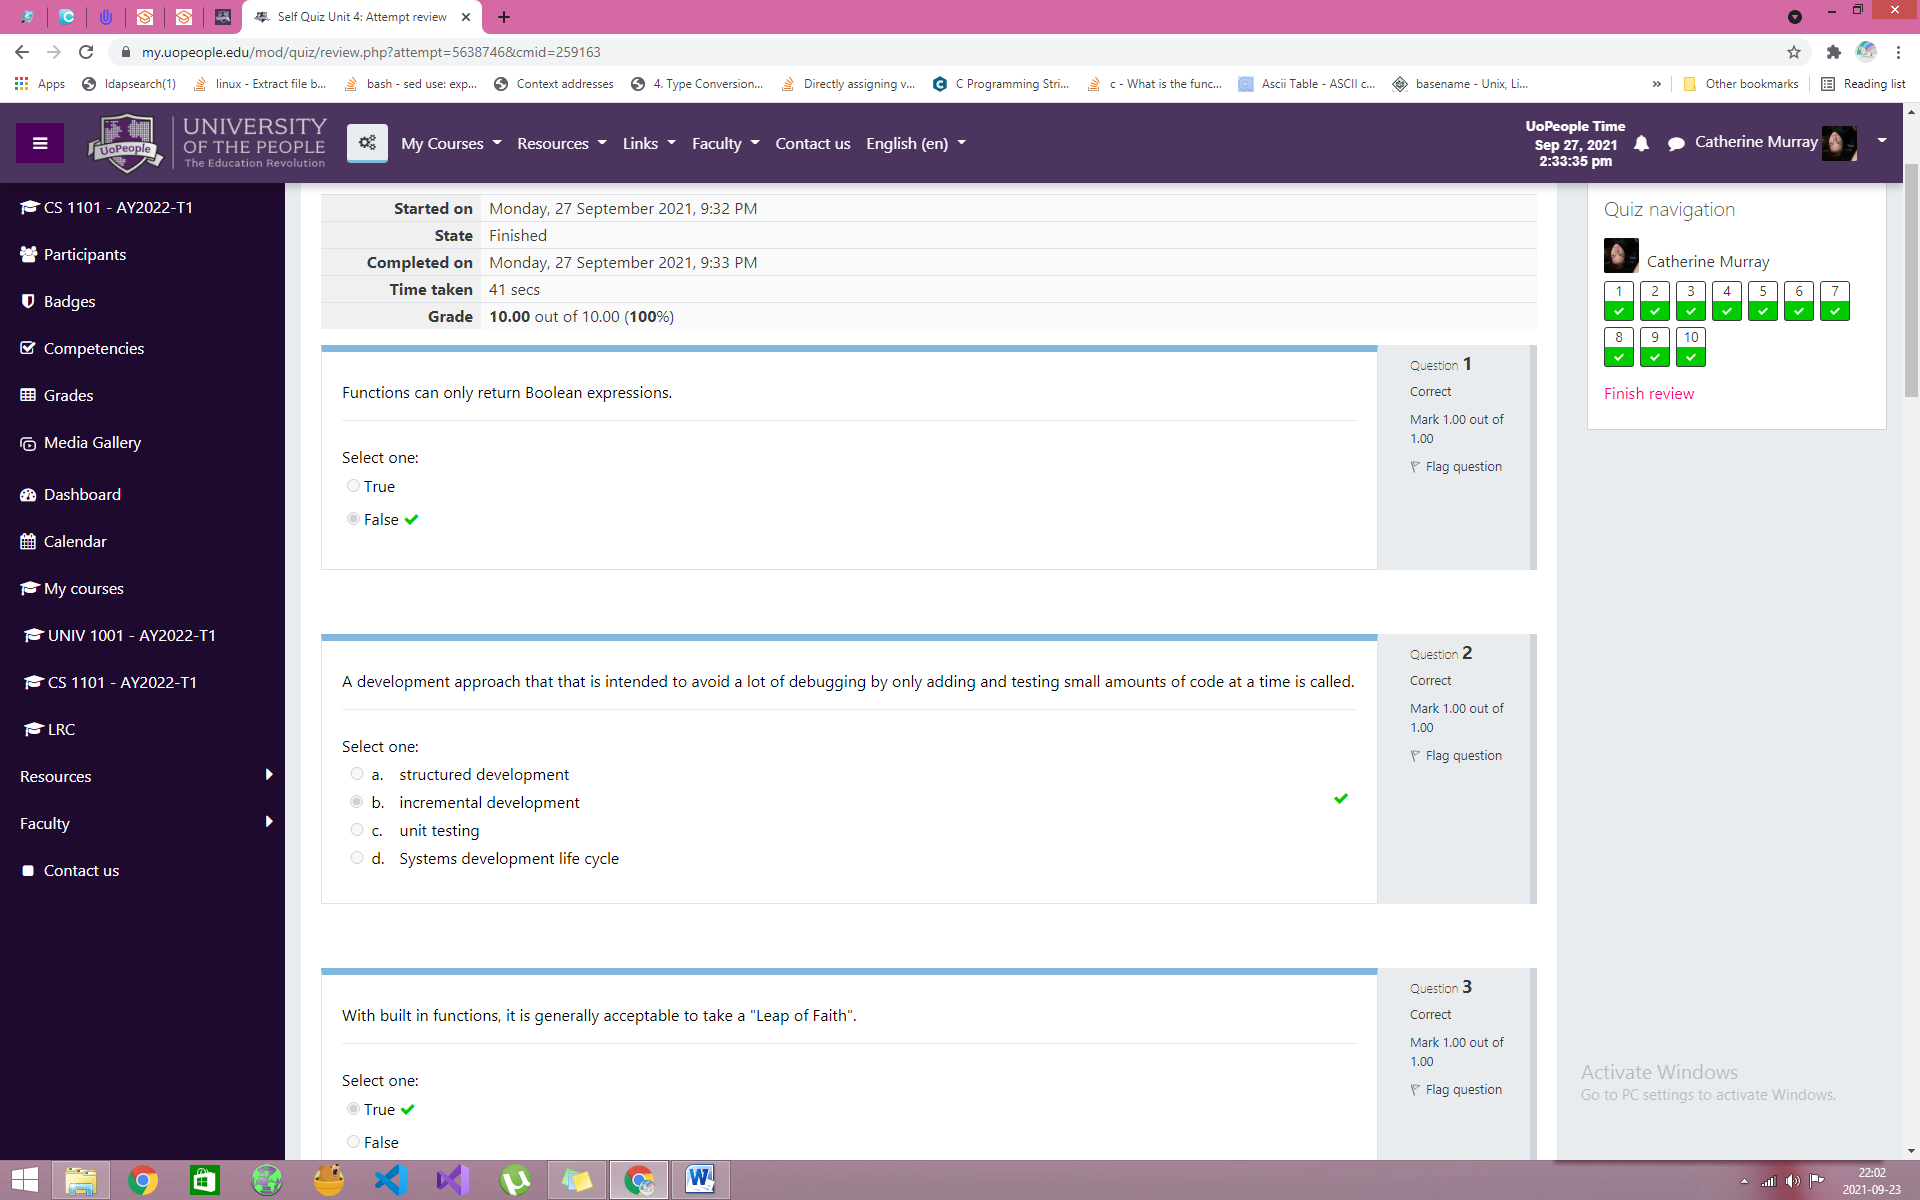 Self Quiz Unit 4: Attempt review
my.uopeople.edu/mod/quiz/review.php?attempt=5638746&cmid=259163
Apps ldapsearch(1) linux - Extract file b... bash - sed use: exp... Context addresses 4. Type Conversion... Directly assigning v... C Programming Stri... c - What is the func... Ascii Table - ASCII c... basename - Unix, Li... » Other bookmarks Reading list
UoPeople
UNIVERSITY
OF THE PEOPLE
The Education Revolution
My Courses Resources Links Faculty Contact us English (en)
UoPeople Time
Sep 27, 2021
2:33:35 pm
Catherine Murray
CS 1101 - AY2022-T1
Participants
Badges
Competencies
Grades
Media Gallery
Dashboard
Calendar
My courses
UNIV 1001 - AY2022-T1
CS 1101 - AY2022-T1
LRC
Resources
Faculty
Contact us
Started on Monday, 27 September 2021, 9:32 PM
State Finished
Completed on Monday, 27 September 2021, 9:33 PM
Time taken 41 secs
Grade 10.00 out of 10.00 (100%)
Functions can only return Boolean expressions.
Select one:
True
False
Question 1
Correct
Mark 1.00 out of
1.00
Flag question
A development approach that that is intended to avoid a lot of debugging by only adding and testing small amounts of code at a time is called.
Select one:
a. structured development
b. incremental development
c. unit testing
d. Systems development life cycle
Question 2
Correct
Mark 1.00 out of
1.00
Flag question
With built in functions, it is generally acceptable to take a "Leap of Faith".
Select one:
True
False
Question 3
Correct
Mark 1.00 out of
1.00
Flag question
Quiz navigation
Catherine Murray
1 2 3 4 5 6 7
8 9 10
Finish review
Activate Windows
Go to PC settings to activate Windows.
22:02
2021-09-23